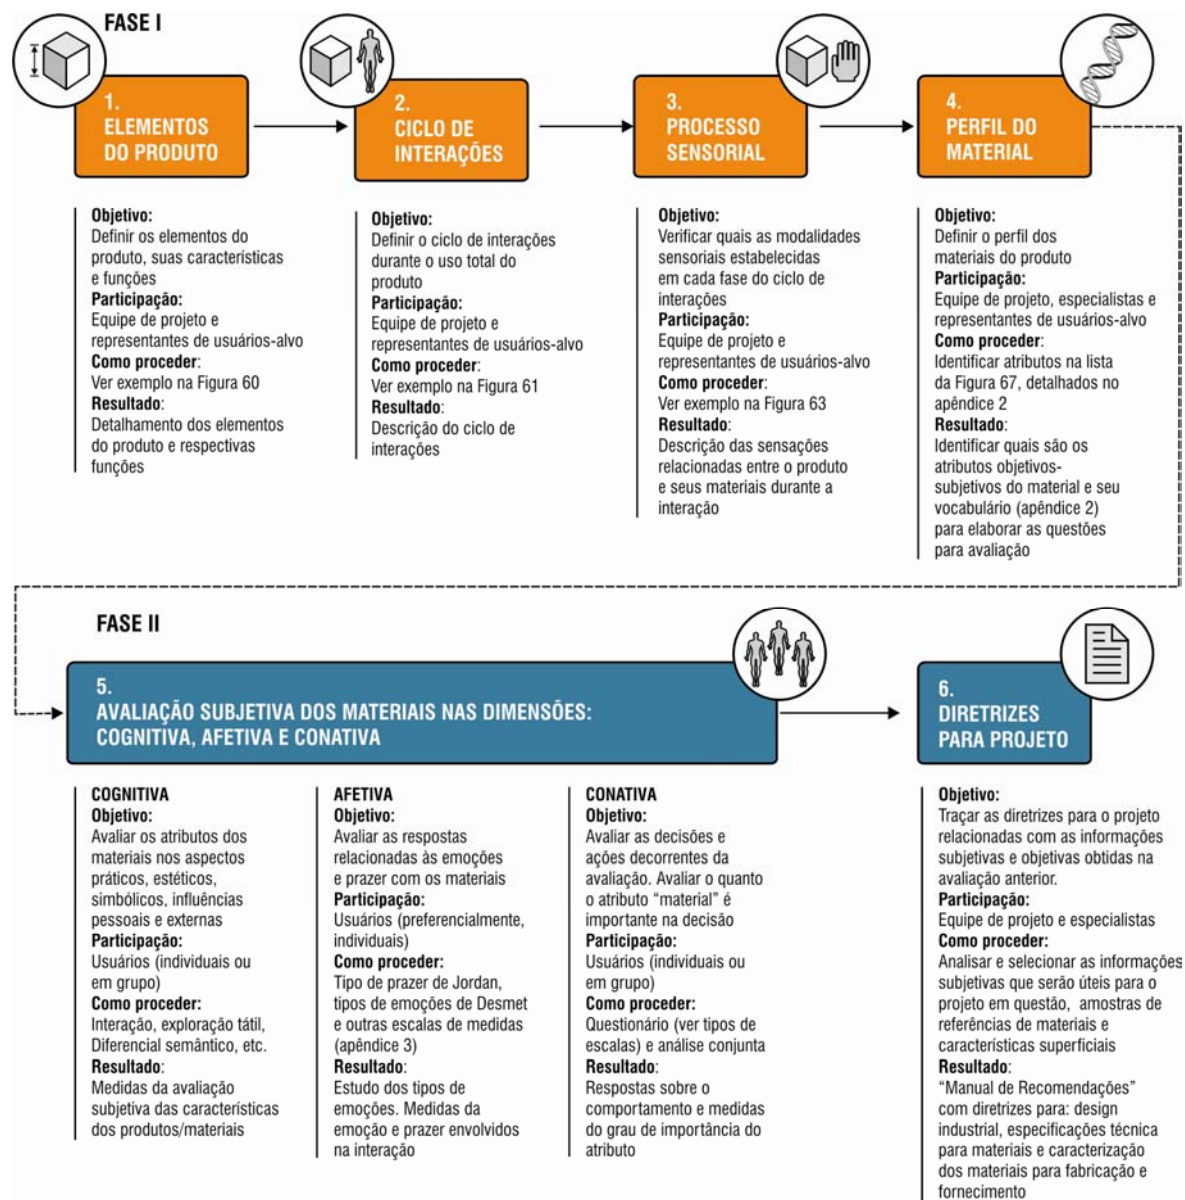 FASE I
1.
ELEMENTOS
DO PRODUTO
2.
CICLO DE
INTERAÇÕES
3.
PROCESSO
SENSORIAL
4.
PERFIL DO
MATERIAL
Objetivo:
Definir os elementos do
produto, suas características
e funções
Participação:
Equipe de projeto e
representantes de usuários-alvo
Como proceder:
Ver exemplo na Figura 60
Resultado:
Detalhamento dos elementos
do produto e respectivas
funções
Objetivo:
Definir o ciclo de interações
durante o uso total do
produto
Participação:
Equipe de projeto e
representantes de usuários-alvo
Como proceder:
Ver exemplo na Figura 61
Resultado:
Descrição do ciclo de
interações
Objetivo:
Verificar quais as modalidades
sensoriais estabelecidas
em cada fase do ciclo de
interações
Participação:
Equipe de projeto e
representantes de usuários-alvo
Como proceder:
Ver exemplo na Figura 63
Resultado:
Descrição das sensações
relacionadas entre o produto
e seus materiais durante a
interação
Objetivo:
Definir o perfil dos
materiais do produto
Participação:
Equipe de projeto, especialistas e
representantes de usuários-alvo
Como proceder:
Identificar atributos na lista
da Figura 67, detalhados no
apêndice 2
Resultado:
Identificar quais são os
atributos objetivos-
subjetivos do material e seu
vocabulário (apêndice 2)
para elaborar as questões
para avaliação
FASE II
5.
AVALIAÇÃO SUBJETIVA DOS MATERIAIS NAS DIMENSÕES:
COGNITIVA, AFETIVA E CONATIVA
6.
DIRETRIZES
PARA PROJETO
COGNITIVA
Objetivo:
Avaliar os atributos dos
materiais nos aspectos
práticos, estéticos,
simbólicos, influências
pessoais e externas
Participação:
Usuários (individuais ou
em grupo)
Como proceder:
Interação, exploração tátil,
Diferencial semântico, etc.
Resultado:
Medidas da avaliação
subjetiva das características
dos produtos/materiais
AFETIVA
Objetivo:
Avaliar as respostas
relacionadas às emoções
e prazer com os materiais
Participação:
Usuários (preferencialmente,
individuais)
Como proceder:
Tipo de prazer de Jordan,
tipos de emoções de Desmet
e outras escalas de medidas
(apêndice 3)
Resultado:
Estudo dos tipos de
emoções. Medidas da
emoção e prazer envolvidos
na interação
CONATIVA
Objetivo:
Avaliar as decisões e
ações decorrentes da
avaliação. Avaliar o quanto
o atributo “material” é
importante na decisão
Participação:
Usuários (individuais ou
em grupo)
Como proceder:
Questionário (ver tipos de
escalas) e análise conjunta
Resultado:
Respostas sobre o
comportamento e medidas
do grau de importância do
atributo
Objetivo:
Traçar as diretrizes para o projeto
relacionadas com as informações
subjetivas e objetivas obtidas na
avaliação anterior.
Participação:
Equipe de projeto e especialistas
Como proceder:
Analisar e selecionar as informações
subjetivas que serão úteis para o
projeto em questão, amostras de
referências de materiais e
características superficiais
Resultado:
“Manual de Recomendações”
com diretrizes para: design
industrial, especificações técnica
para materiais e caracterização
dos materiais para fabricação e
fornecimento